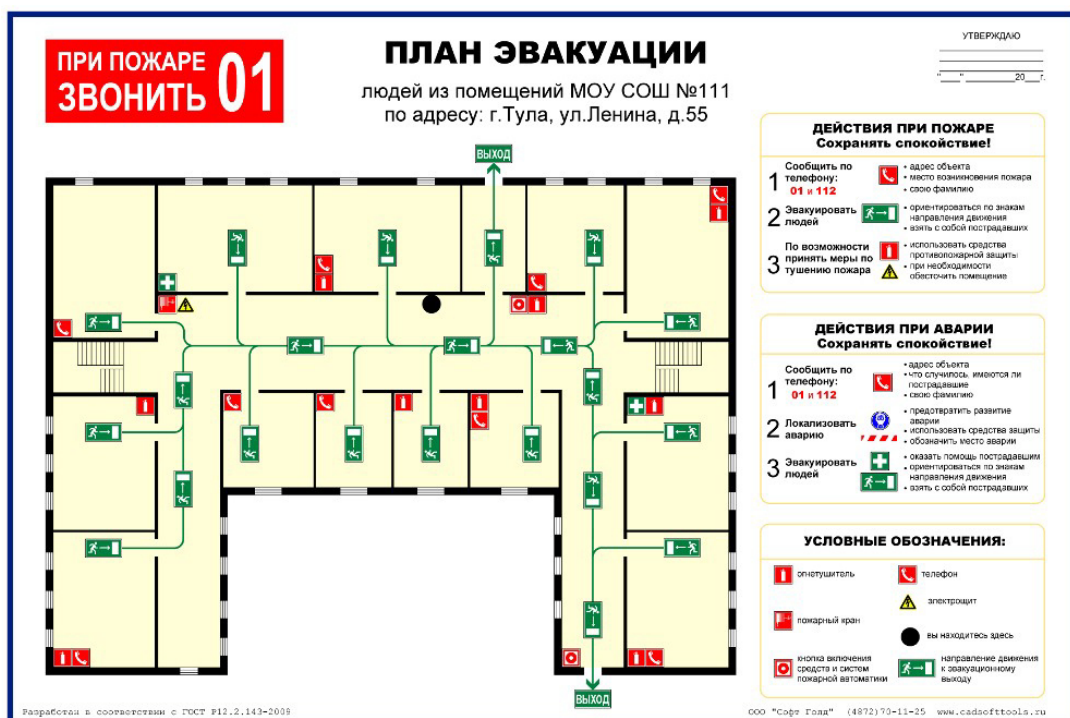 ПРИ ПОЖАРЕ
ЗВОНИТЬ 01
ПЛАН ЭВАКУАЦИИ
людей из помещений МОУ СОШ №111
по адресу: г.Тула, ул.Ленина, д.55
УТВЕРЖДАЮ
"___" ________20__г.
ВЫХОД
ДЕЙСТВИЯ ПРИ ПОЖАРЕ
Сохранять спокойствие!
1 Сообщить по телефону: 01 и 112
• адрес объекта
• место возникновения пожара
• свою фамилию
2 Эвакуировать людей
• ориентироваться по знакам
направления движения
• взять с собой пострадавших
3 По возможности принять меры по тушению пожара
• использовать средства
противопожарной защиты
• при необходимости
обесточить помещение
ДЕЙСТВИЯ ПРИ АВАРИИ
Сохранять спокойствие!
1 Сообщить по телефону: 01 и 112
• адрес объекта
• что случилось, имеются ли
пострадавшие
• свою фамилию
2 Локализовать аварию
• предотвратить развитие
аварии
• использовать средства защиты
• обозначить место аварии
3 Эвакуировать людей
• оказать помощь пострадавшим
• ориентироваться по знакам
направления движения
• взять с собой пострадавших
УСЛОВНЫЕ ОБОЗНАЧЕНИЯ:
огнетушитель
телефон
электрощит
пожарный кран
вы находитесь здесь
кнопка включения
средств и систем
пожарной автоматики
направление движения
к эвакуационному
выходу
ВЫХОД
Разработан в соответствии с ГОСТ Р12.2.143-2009
ООО "Софт Голд" (4872)70-11-25 www.cadsofttools.ru